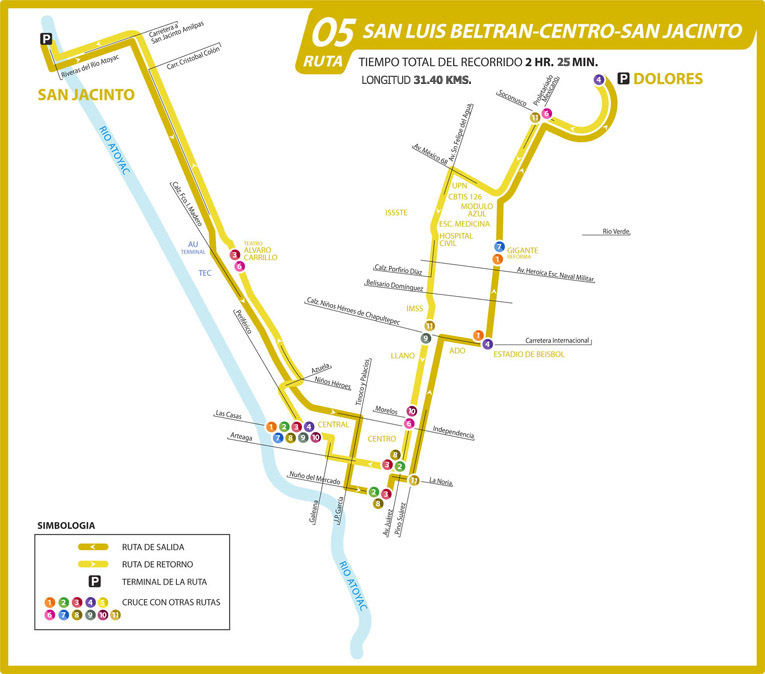 05 SAN LUIS BELTRAN-CENTRO-SAN JACINTO
RUTA
TIEMPO TOTAL DEL RECORRIDO 2 HR. 25 MIN.
LONGITUD 31.40 KMS.
P
Carretera a
San Jacinto Amilpas
Riveras del Rio Atoyac
Carr. Cristobal Colón
SAN JACINTO
4
P DOLORES
Soconusco
Proletariado
Mexicano
11
6
Av. Sn Felipe del Agua
Av. México 68
RIO ATOYAC
Calz. Fco. I. Madero
UPN
CBTIS 126
MODULO
AZUL
ISSSTE
ESC. MEDICINA
HOSPITAL
CIVIL
Rio Verde.
AU
TERMINAL
TEC
TEATRO
ALVARO
CARRILLO
3
6
7
1
GIGANTE
REFORMA
Calz. Porfirio Diaz
Av. Heroica Esc. Naval Militar.
Belisario Dominguez
IMSS
Calz. Niños Héroes de Chapultepec
Periférico
11
9
1
4
Carretera Internacional
LLANO
ADO
ESTADIO DE BEISBOL
Azuela
Niños Héroes
Tinoco y Palacios
Las Casas
1 2 3 4
7 8 9 10
CENTRAL
Morelos
10
6
Independencia
Arteaga
CENTRO
8
3 2
Nuño del Mercado
2 3
8
11
La Noria.
Galeana
J.P. García
Av. Juárez
Pino Suárez
RIO ATOYAC
SIMBOLOGIA
RUTA DE SALIDA
RUTA DE RETORNO
P TERMINAL DE LA RUTA
1 2 3 4 5 CRUCE CON OTRAS RUTAS
6 7 8 9 10 11